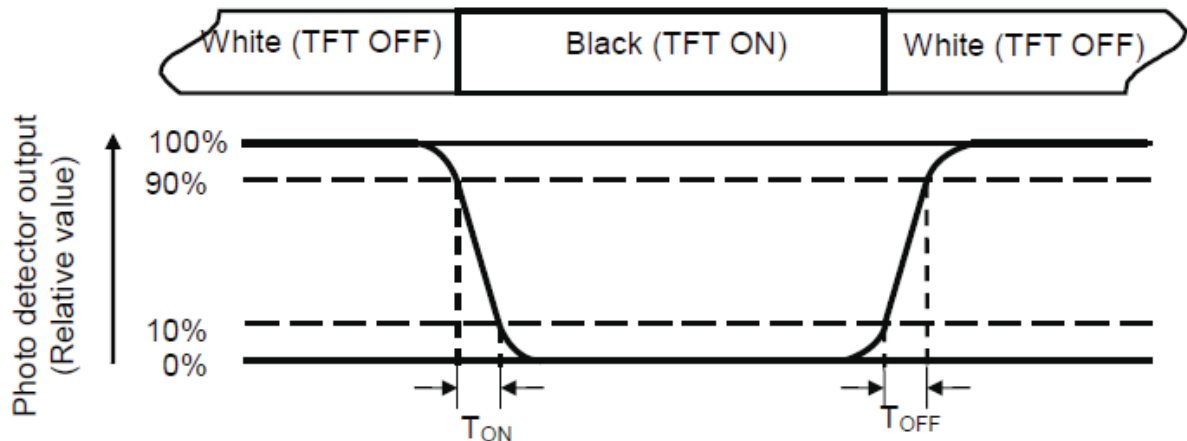 White (TFT OFF)
Black (TFT ON)
White (TFT OFF)
Photo detector output
(Relative value)
100%
90%
10%
0%
TON
TOFF